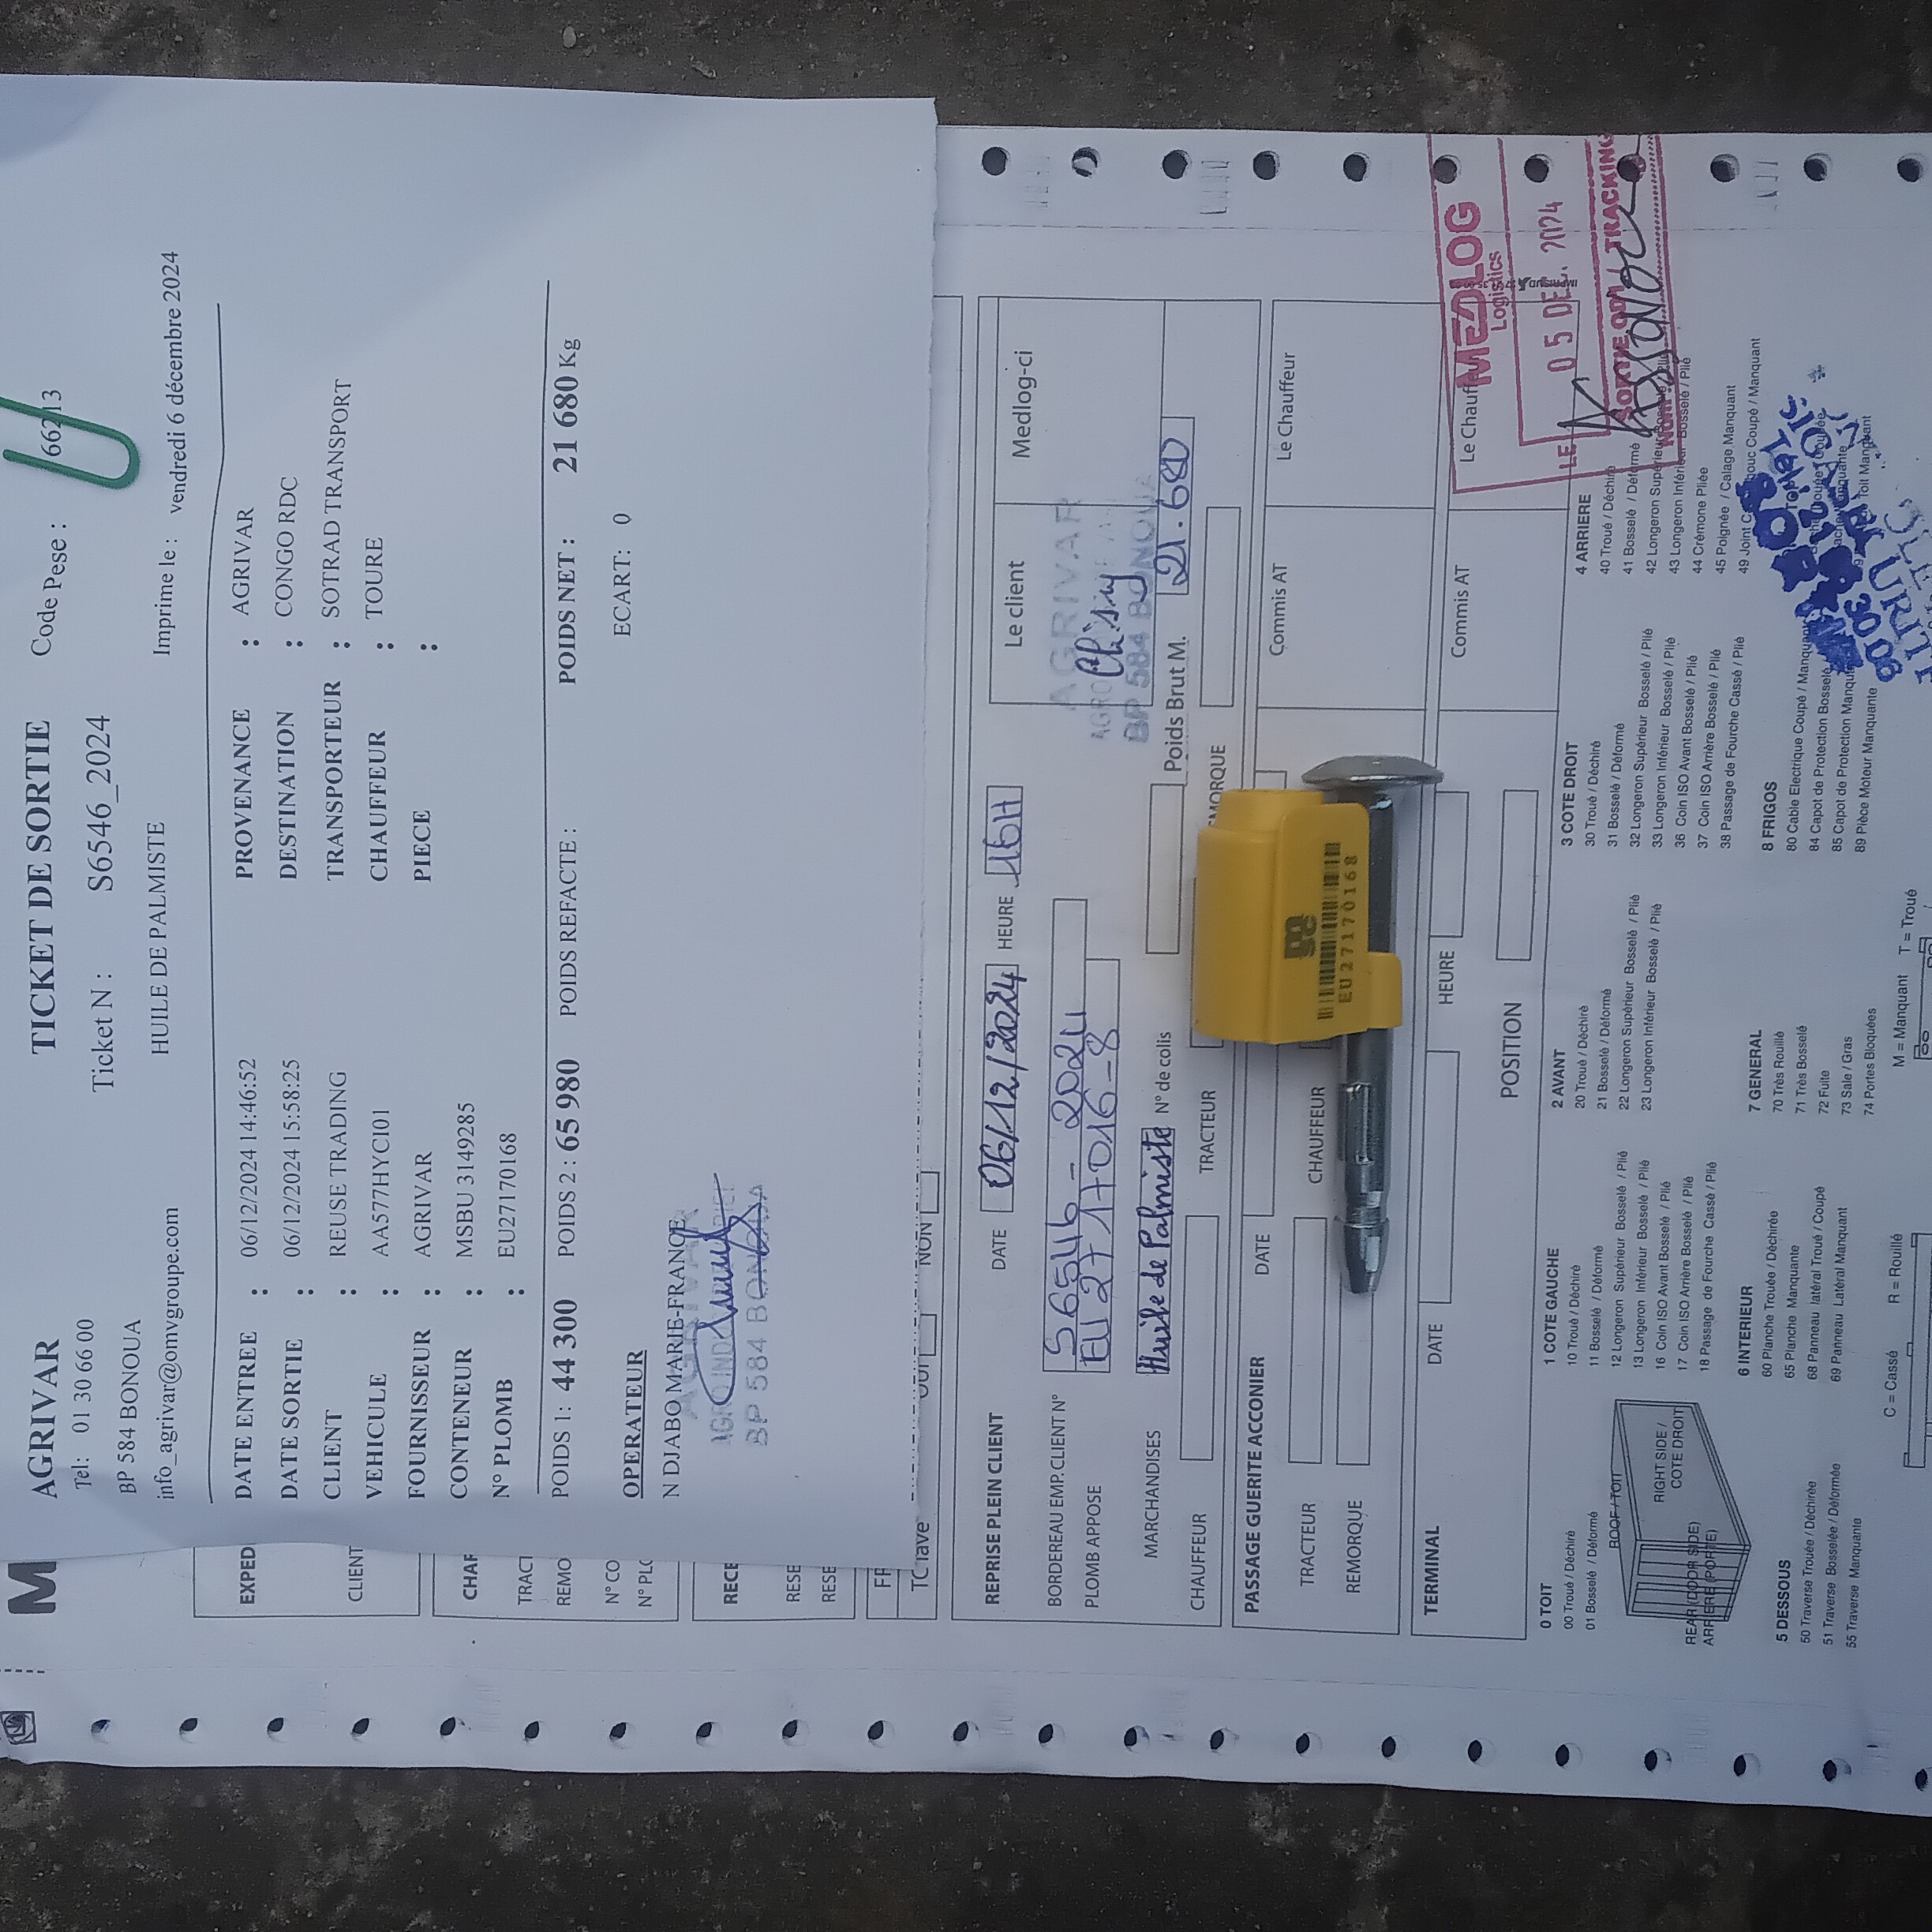 AGRIVAR
Tel: 01 30 66 00
BP 584 BONOUA
info_agrivar@omvgroupe.com
TICKET DE SORTIE
Ticket N : S6546_2024
HUILE DE PALMISTE
Code Pese :
Imprime le : vendredi 6 décembre 2024
DATE ENTREE : 06/12/2024 14:46:52 PROVENANCE : AGRIVAR
DATE SORTIE : 06/12/2024 15:58:25 DESTINATION : CONGO RDC
CLIENT : REUSE TRADING TRANSPORTEUR : SOTRAD TRANSPORT
VEHICULE : AA577HYCI01 CHAUFFEUR : TOURE
FOURNISSEUR : AGRIVAR PIECE :
CONTENEUR : MSBU 3149285
N° PLOMB : EU27170168
POIDS 1: 44 300 POIDS 2 : 65 980 POIDS REFACTE : POIDS NET : 21 680 Kg
ECART: 0
OPERATEUR
N DJABO MARIE-FRANCE
AGRIVAR
BP 584 BONOUA
M
EXPED
CLIENT
CHAR
TRACT
REMO
N° CO
N° PLO
RECE
RESE
RESE
NON
REPRISE PLEIN CLIENT DATE 06/12/2024 HEURE 16H Le client Medlog-ci
BORDEREAU EMP.CLIENT N° S6546-2024
PLOMB APPOSE EU 2717016-8
AGRIVAR
BP 584 BONOUA
MARCHANDISES Huile de Palmiste N° de colis Poids Brut M. 21.680
CHAUFFEUR TRACTEUR
PASSAGE GUERITE ACCONIER DATE Commis AT Le Chauffeur
TRACTEUR CHAUFFEUR
REMORQUE
EU27170168
TERMINAL DATE HEURE Commis AT
POSITION
MEDLOG
Logistics
LE 05 DEC. 2024
0 TOIT
00 Troué / Déchiré
01 Bosselé / Déformé
ROOF / TOIT
RIGHT SIDE /
COTE DROIT
REAR (DOOR SIDE)
ARRIERE (PORTE)
1 COTE GAUCHE
10 Troué / Déchiré
11 Bosselé / Déformé
12 Longeron Supérieur Bosselé / Plié
13 Longeron Inférieur Bosselé / Plié
16 Coin ISO Avant Bosselé / Plié
17 Coin ISO Arrière Bosselé / Plié
18 Passage de Fourche Cassé / Plié
2 AVANT
20 Troué / Déchiré
21 Bosselé / Déformé
22 Longeron Supérieur Bosselé / Plié
23 Longeron Inférieur Bosselé / Plié
3 COTE DROIT
30 Troué / Déchiré
31 Bosselé / Déformé
32 Longeron Supérieur Bosselé / Plié
33 Longeron Inférieur Bosselé / Plié
36 Coin ISO Avant Bosselé / Plié
37 Coin ISO Arrière Bosselé / Plié
38 Passage de Fourche Cassé / Plié
4 ARRIERE
40 Troué / Déchiré
41 Bosselé / Déformé
42 Longeron Supérieur
43 Longeron Inférieur Bosselé / Plié
44 Crémone Pliée
45 Poignée / Calage Manquant
49 Joint Coupé / Manquant
5 DESSOUS
50 Traverse Trouée / Déchirée
51 Traverse Bosselée / Déformée
55 Traverse Manquante
6 INTERIEUR
60 Planche Trouée / Déchirée
65 Planche Manquante
68 Panneau latéral Troué / Coupé
69 Panneau Latéral Manquant
7 GENERAL
70 Très Rouillé
71 Très Bosselé
72 Fuite
73 Sale / Gras
74 Portes Bloquées
8 FRIGOS
80 Cable Electrique Coupé / Manquant
84 Capot de Protection Bosselé
85 Capot de Protection Manquant
89 Pièce Moteur Manquante
C = Cassé R = Rouillé M = Manquant T = Troué